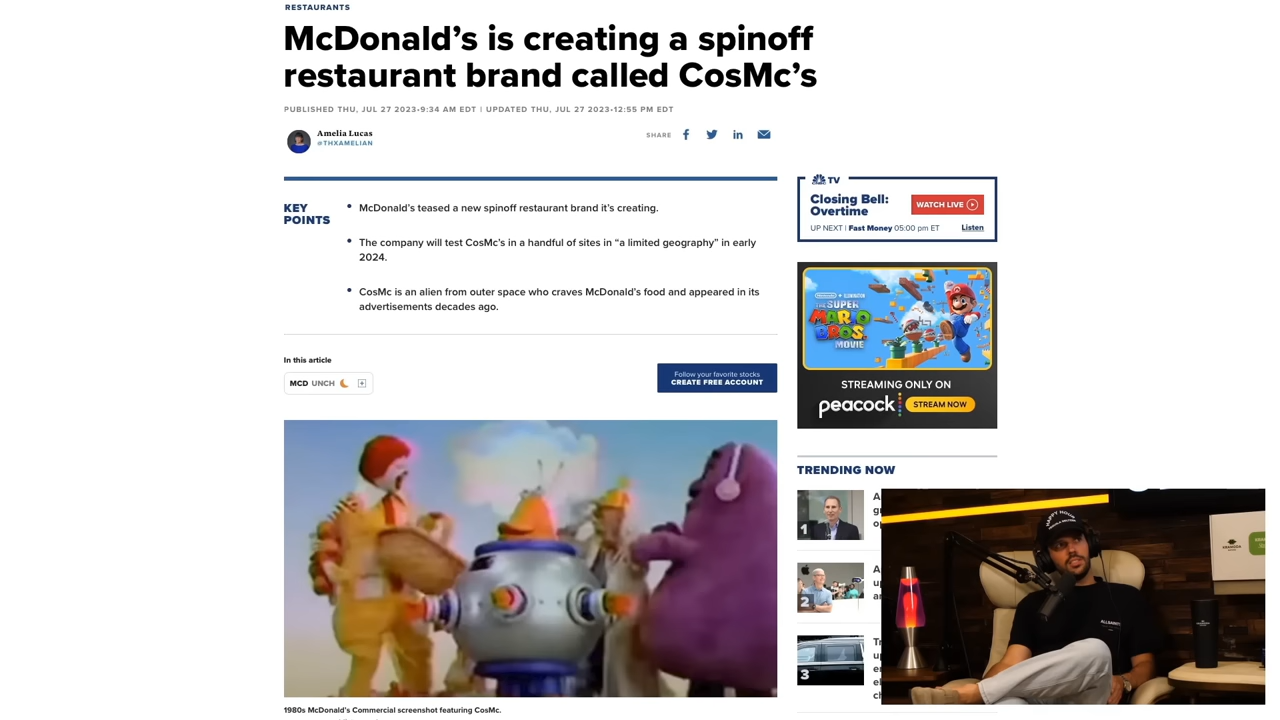 RESTAURANTS
McDonald’s is creating a spinoff
restaurant brand called CosMc’s
PUBLISHED THU, JUL 27 2023•9:34 AM EDT | UPDATED THU, JUL 27 2023•12:55 PM EDT
Amelia Lucas
@THXAMELIAN
SHARE
KEY
POINTS
McDonald’s teased a new spinoff restaurant brand it’s creating.
The company will test CosMc’s in a handful of sites in “a limited geography” in early
2024.
CosMc is an alien from outer space who craves McDonald’s food and appeared in its
advertisements decades ago.
In this article
MCD UNCH
Follow your favorite stocks
CREATE FREE ACCOUNT
1980s McDonald’s Commercial screenshot featuring CosMc.
TV
Closing Bell:
Overtime
WATCH LIVE
UP NEXT | Fast Money 05:00 pm ET
Listen
THE SUPER
MARIO
BROS.
MOVIE
STREAMING ONLY ON
peacock
STREAM NOW
TRENDING NOW
1
2
3
HAPPY HOUR
ALLSAINTS